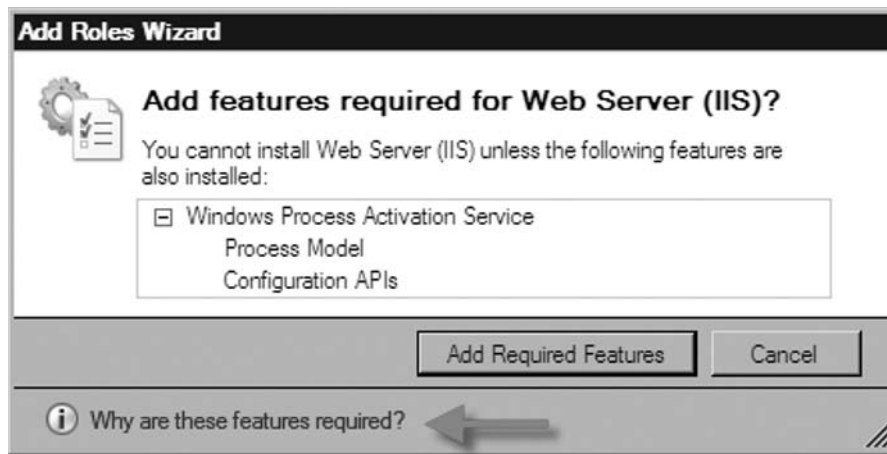 Add Roles Wizard
Add features required for Web Server (IIS)?
You cannot install Web Server (IIS) unless the following features are
also installed:
Windows Process Activation Service
Process Model
Configuration APIs
Add Required Features
Cancel
Why are these features required?